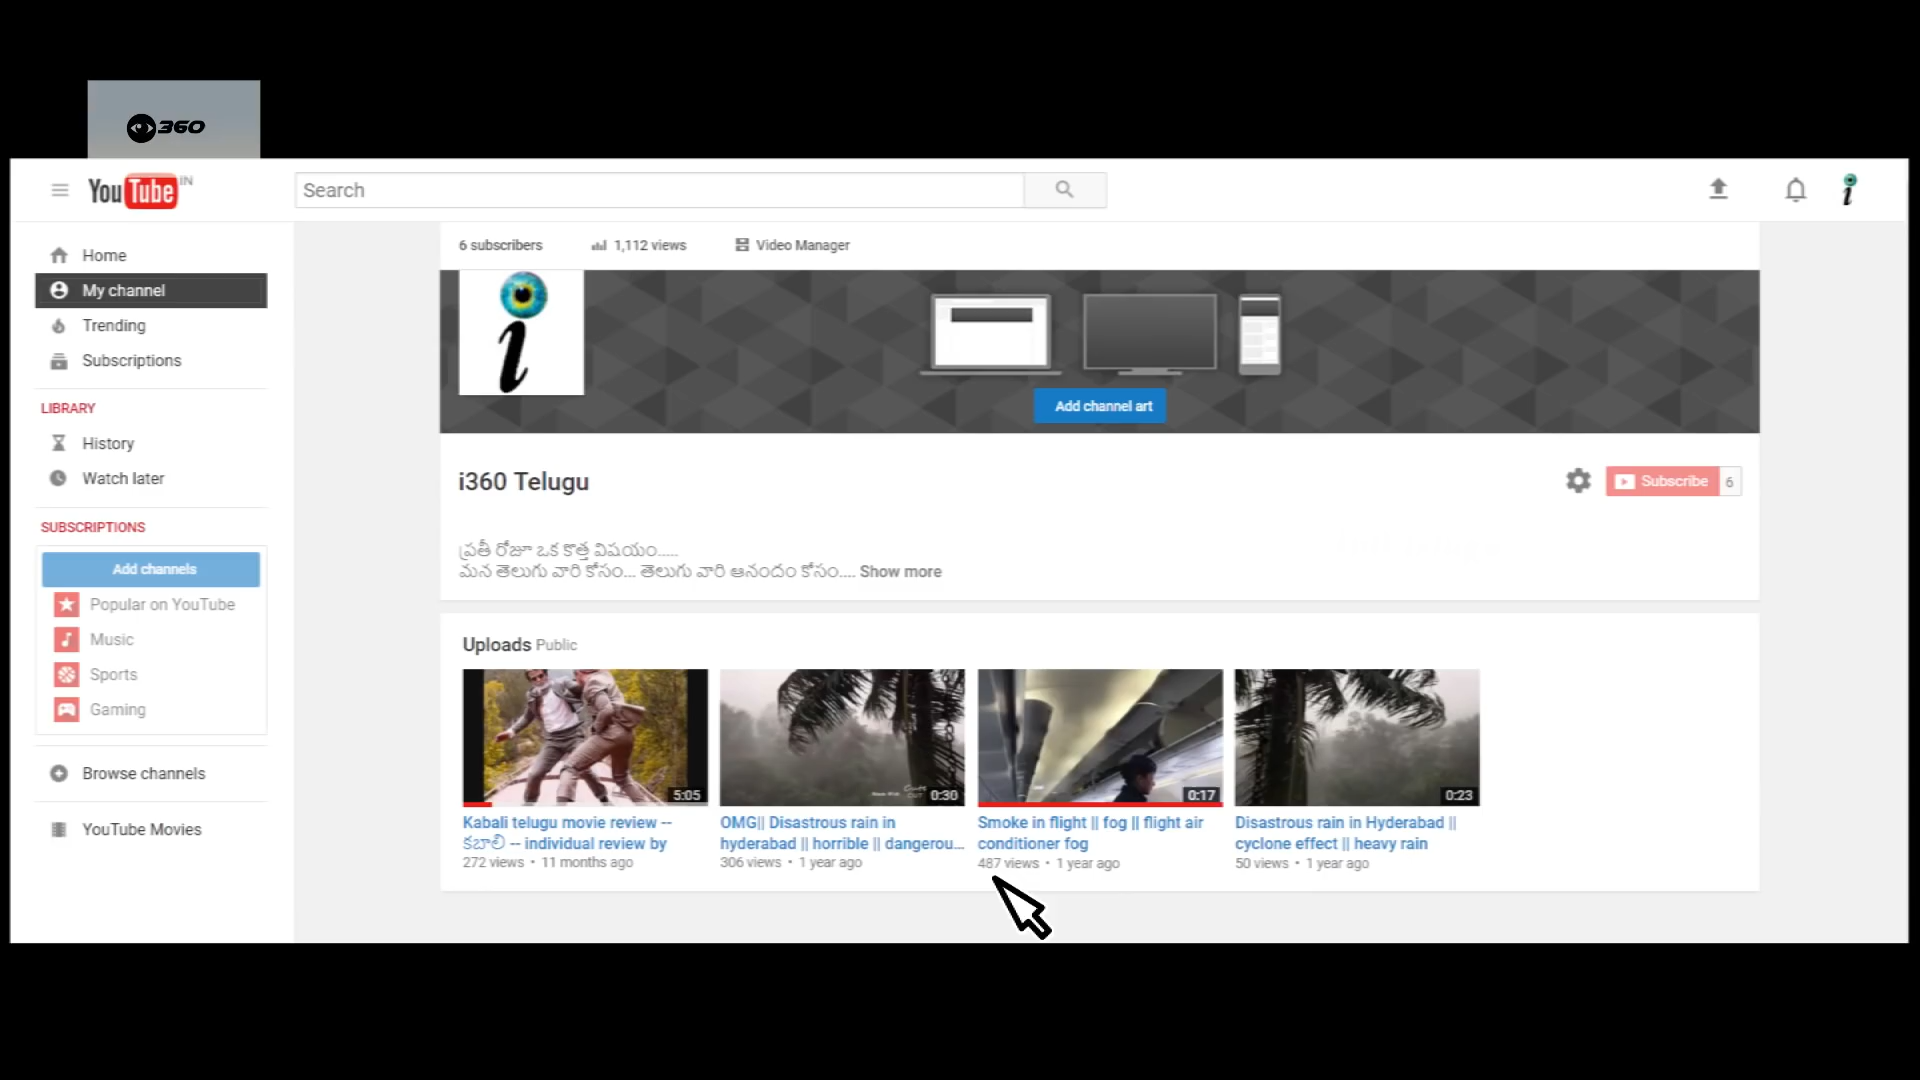 360
YouTube IN
Search
Home
My channel
Trending
Subscriptions
LIBRARY
History
Watch later
SUBSCRIPTIONS
Add channels
Popular on YouTube
Music
Sports
Gaming
Browse channels
YouTube Movies
6 subscribers 1,112 views Video Manager
i
Add channel art
i360 Telugu
Subscribe 6
ప్రతీ రోజూ ఒక కొత్త విషయం.....
మన తెలుగు వారి కోసం... తెలుగు వారి ఆనందం కోసం.... Show more
Uploads Public
5:05
Kabali telugu movie review --
కబాలి -- individual review by
272 views • 11 months ago
0:30
OMG|| Disastrous rain in
hyderabad || horrible || dangerou...
306 views • 1 year ago
0:17
Smoke in flight || fog || flight air
conditioner fog
487 views • 1 year ago
0:23
Disastrous rain in Hyderabad ||
cyclone effect || heavy rain
50 views • 1 year ago